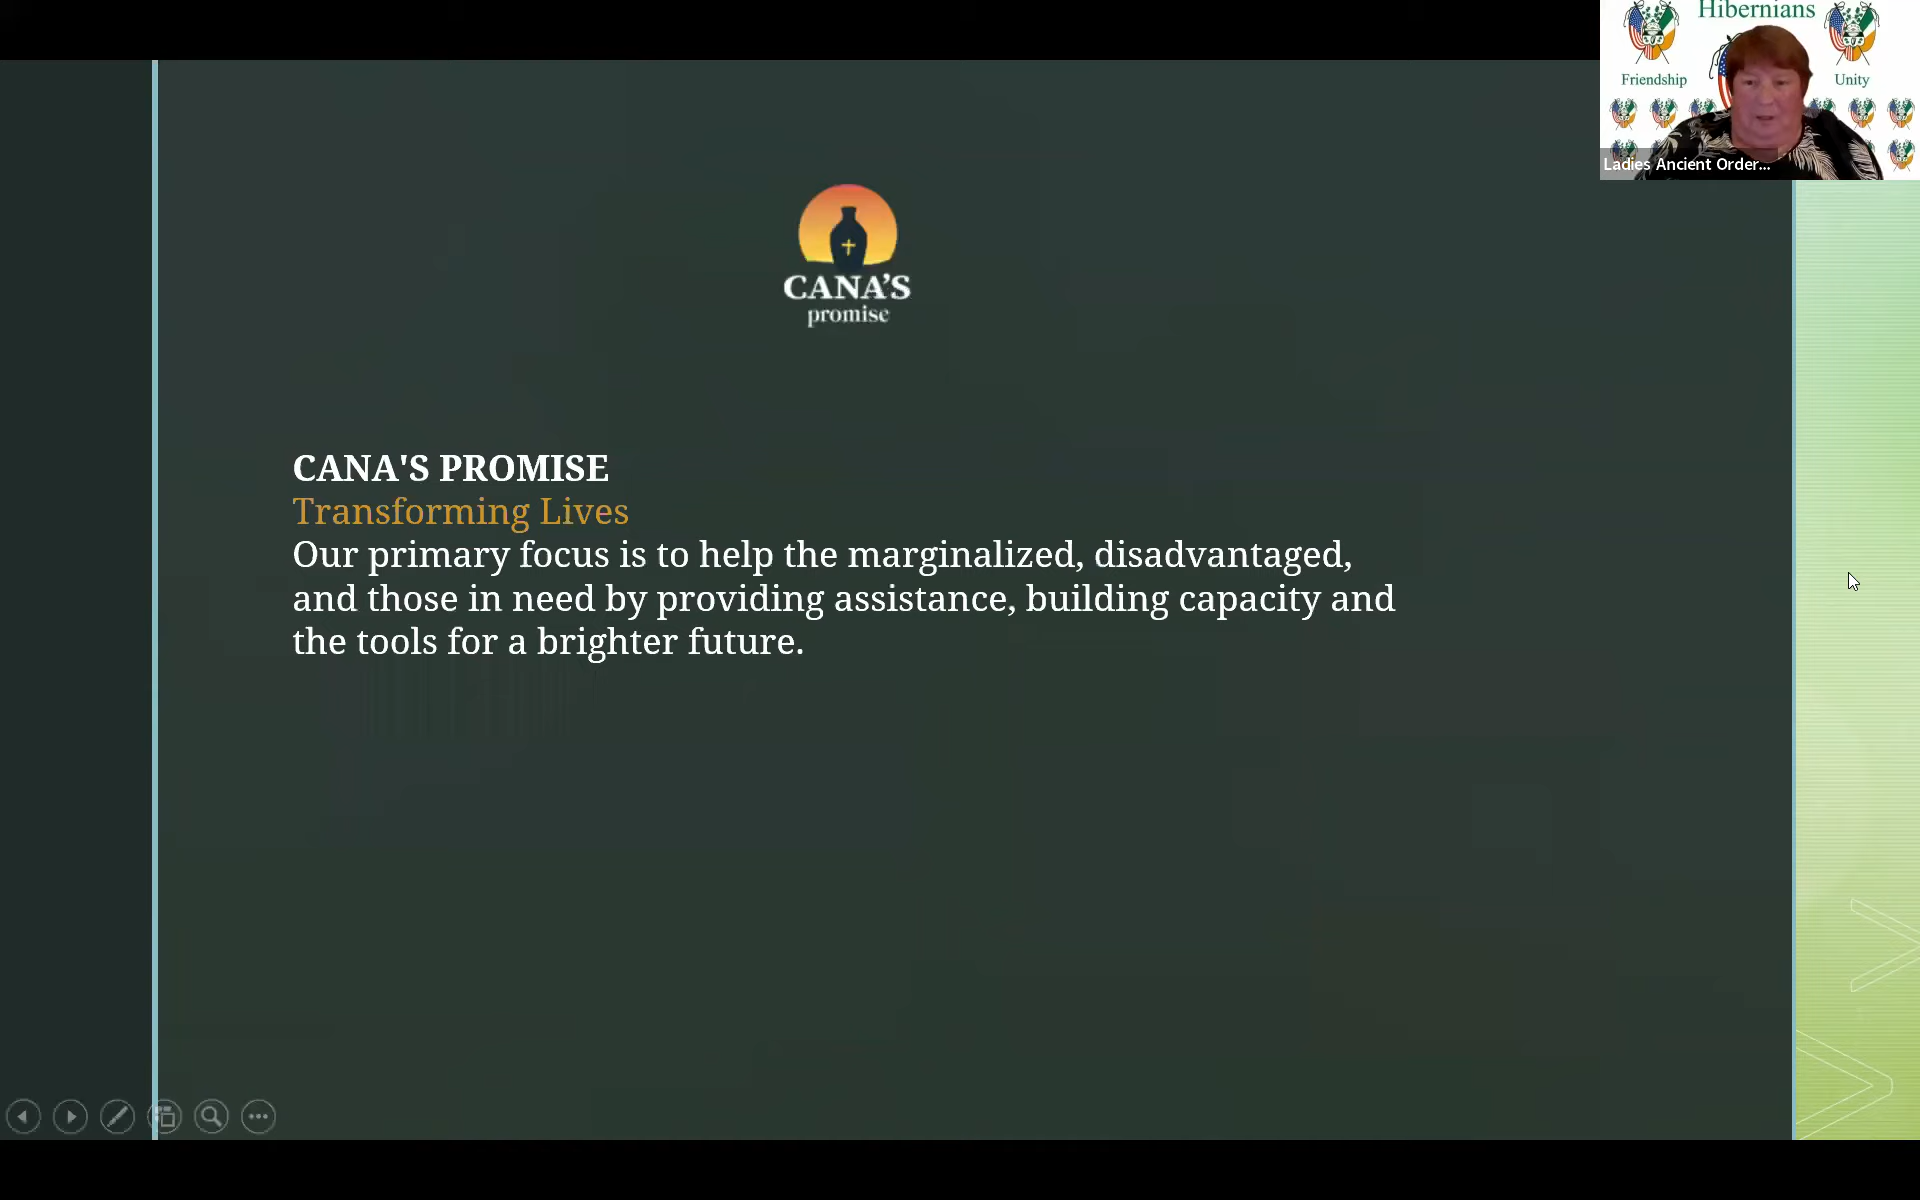 Hibernians
Friendship
Unity
Ladies Ancient Order...
CANA'S
promise
CANA'S PROMISE
Transforming Lives
Our primary focus is to help the marginalized, disadvantaged,
and those in need by providing assistance, building capacity and
the tools for a brighter future.